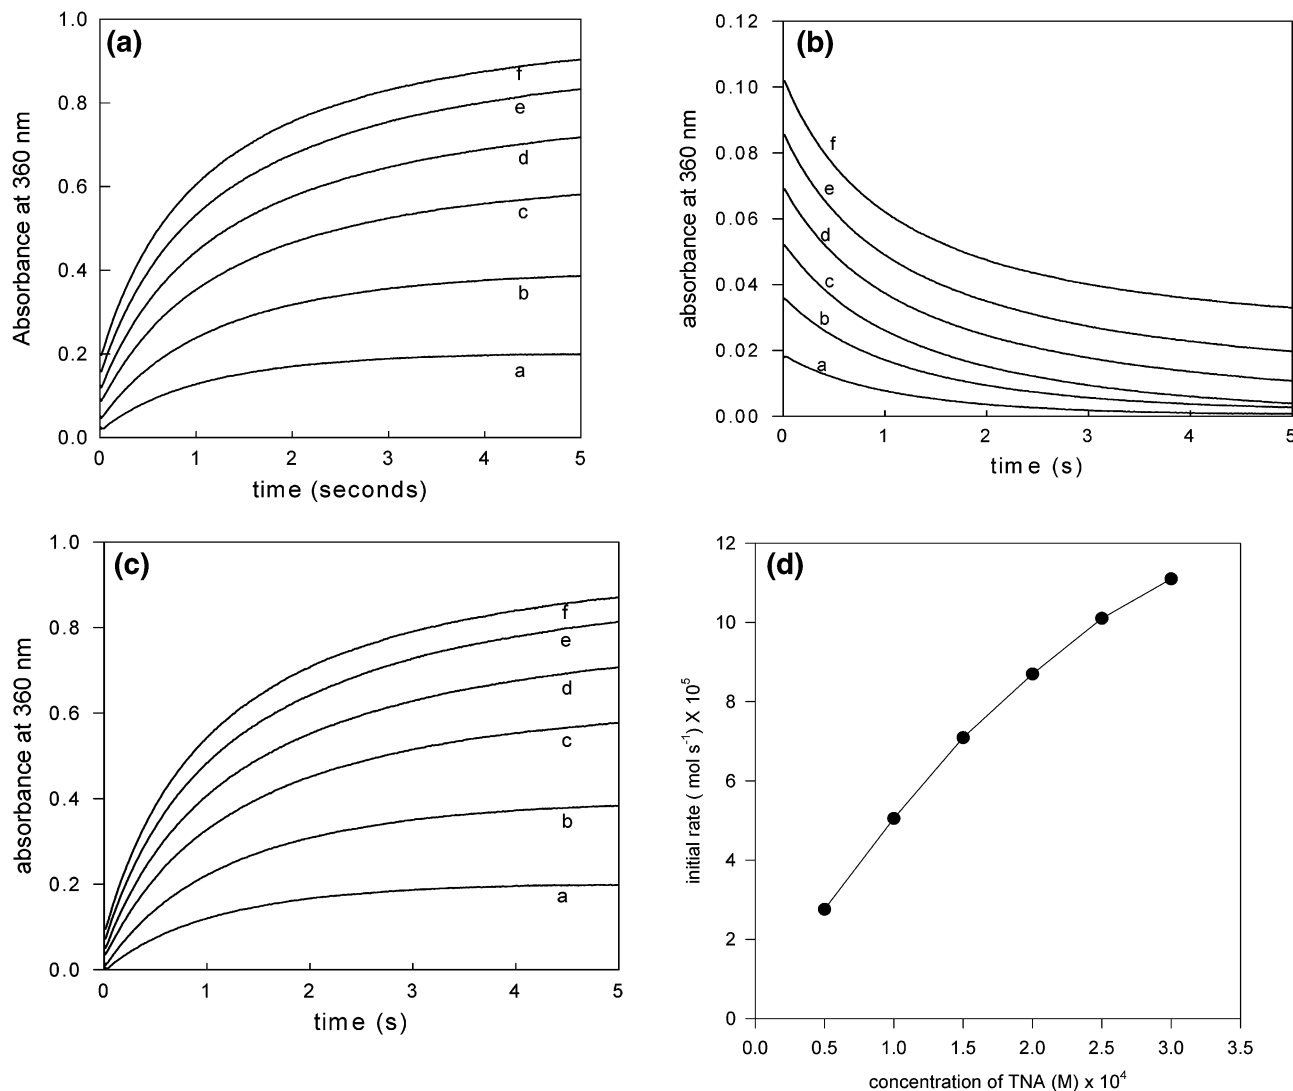 (a)
Absorbance at 360 nm
1.0
0.8
0.6
0.4
0.2
0.0
f
e
d
c
b
a
0 1 2 3 4 5
time (seconds)
(b)
absorbance at 360 nm
0.12
0.10
0.08
0.06
0.04
0.02
0.00
f
e
d
c
b
a
0 1 2 3 4 5
time (s)
(c)
absorbance at 360 nm
1.0
0.8
0.6
0.4
0.2
0.0
f
e
d
c
b
a
0 1 2 3 4 5
time (s)
(d)
initial rate ( mol s⁻¹) X 10⁵
12
10
8
6
4
2
0
0.0 0.5 1.0 1.5 2.0 2.5 3.0 3.5
concentration of TNA (M) x 10⁴